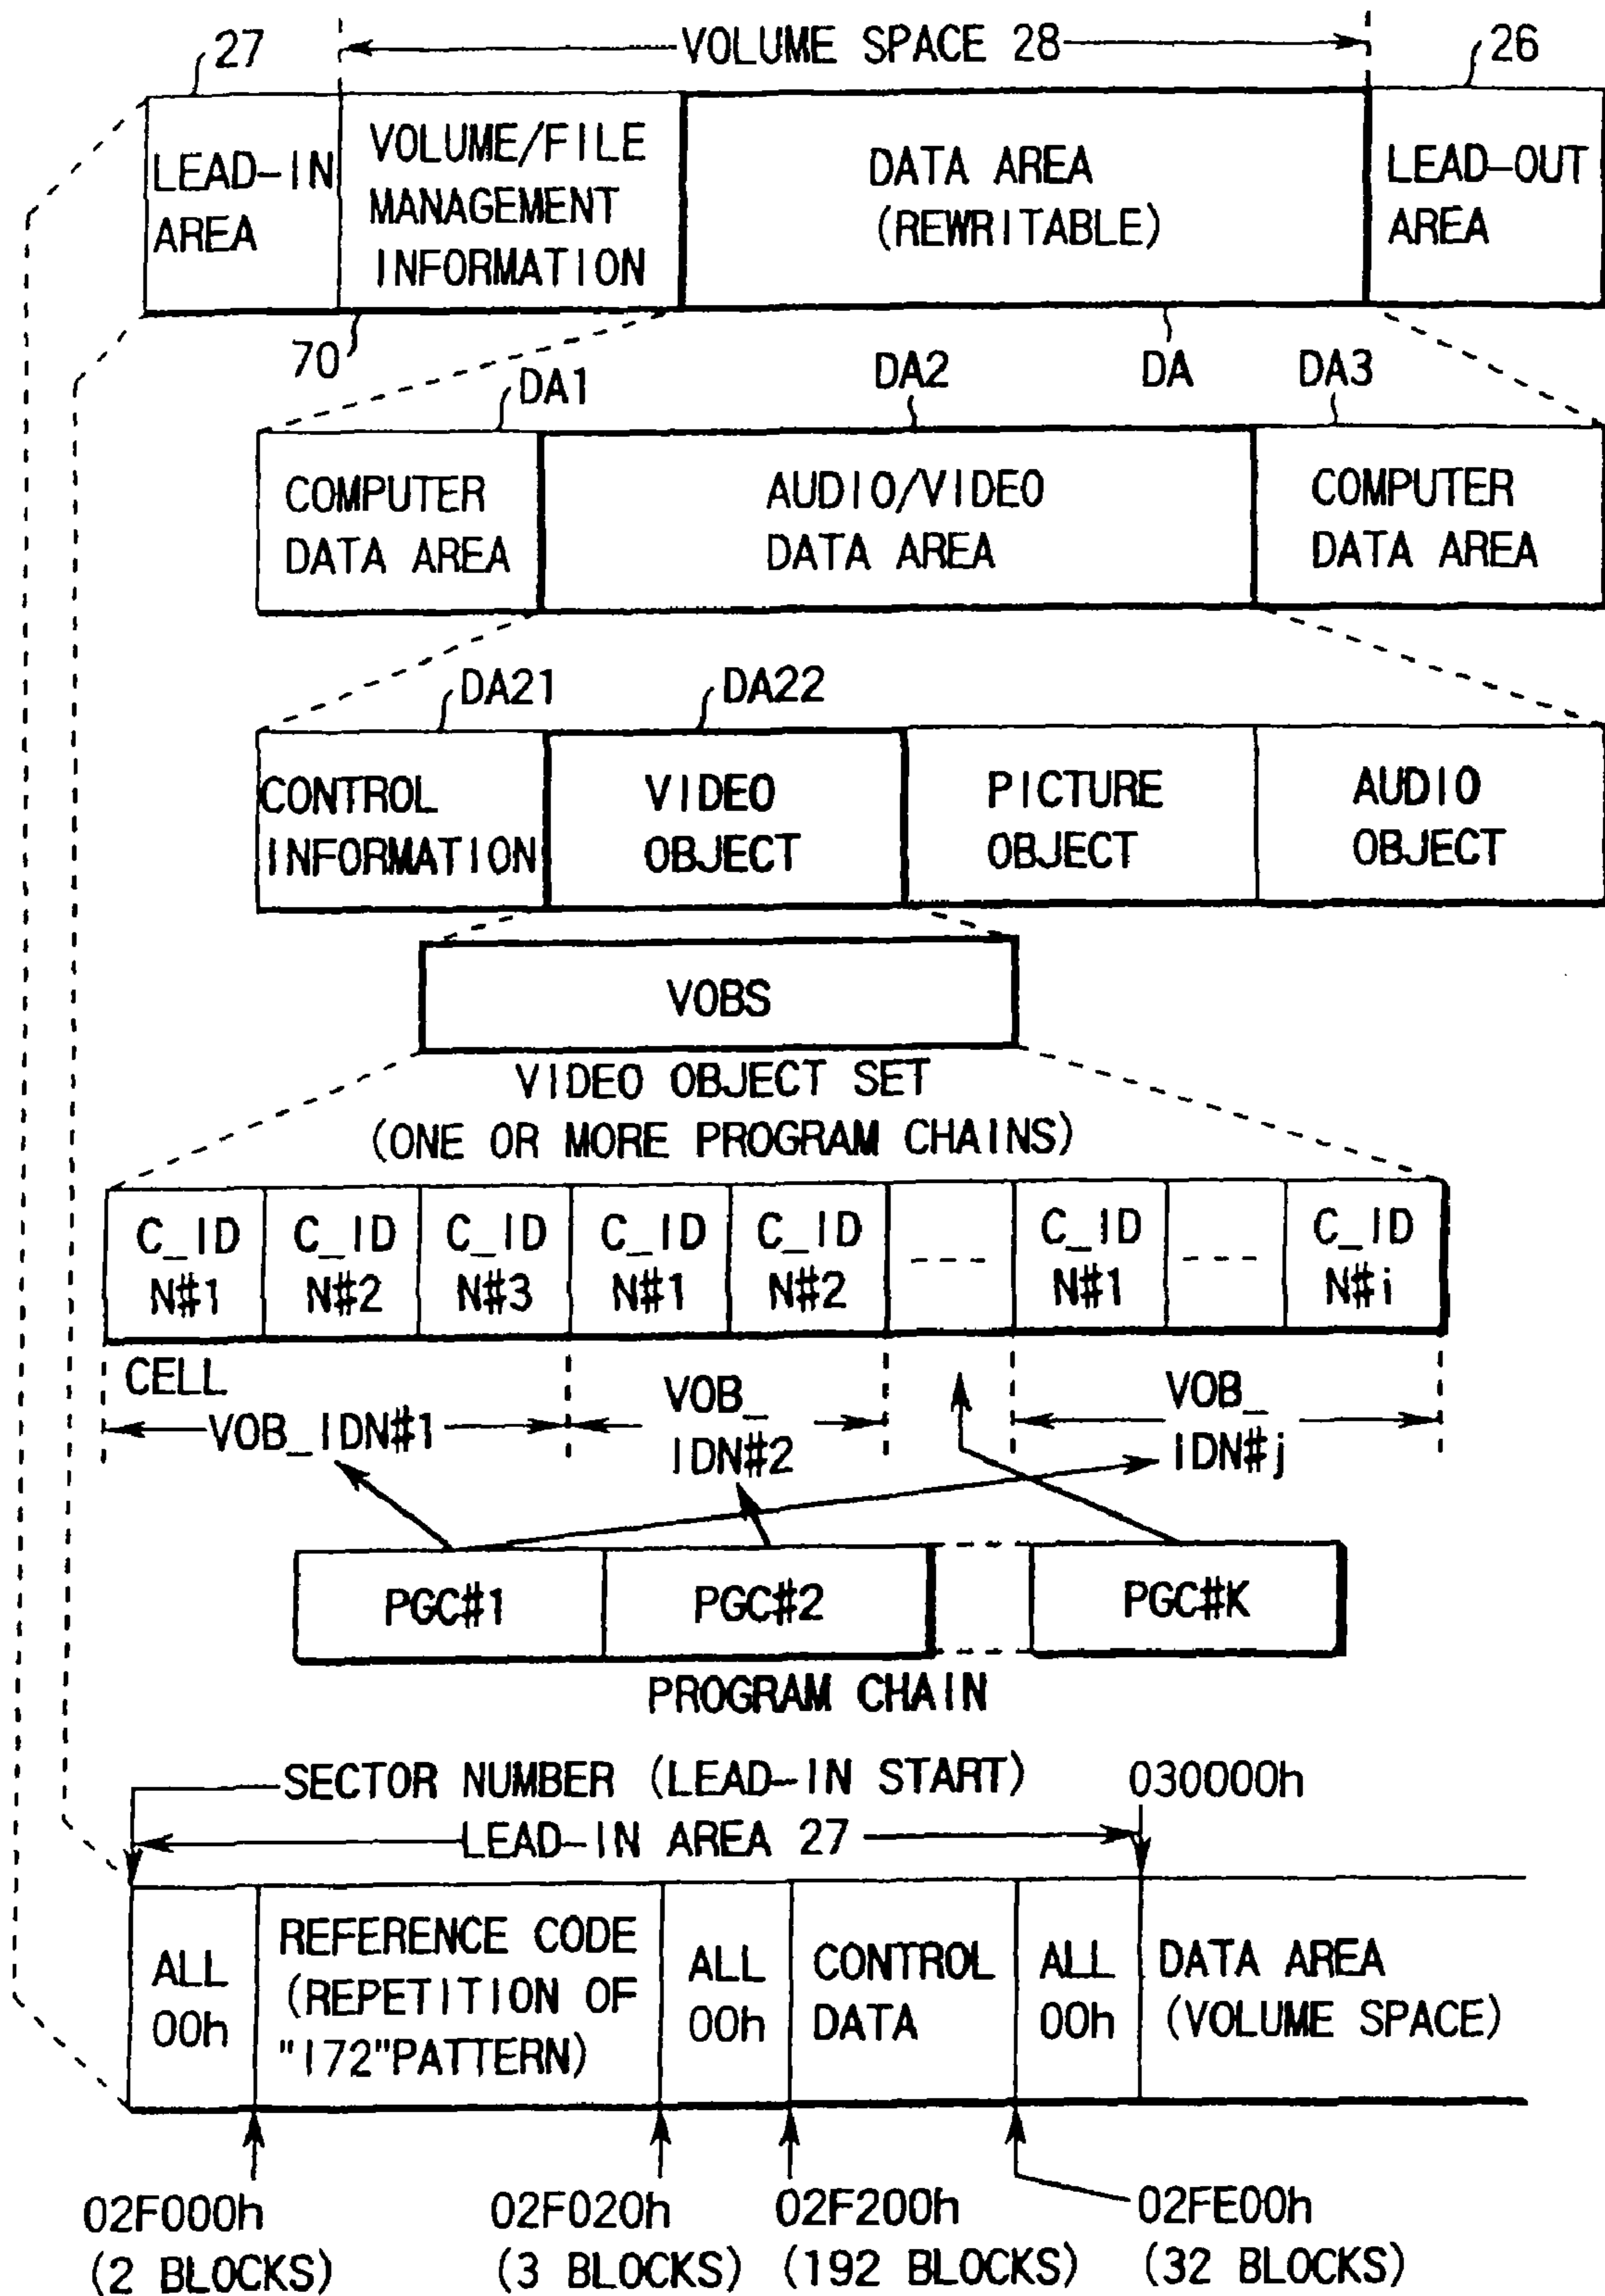 27
VOLUME SPACE 28
26
LEAD-IN
AREA
VOLUME/FILE
MANAGEMENT
INFORMATION
DATA AREA
(REWRITABLE)
LEAD-OUT
AREA
70
DA1
DA2
DA
DA3
COMPUTER
DATA AREA
AUDIO/VIDEO
DATA AREA
COMPUTER
DATA AREA
DA21
DA22
CONTROL
INFORMATION
VIDEO
OBJECT
PICTURE
OBJECT
AUDIO
OBJECT
VOBS
VIDEO OBJECT SET
(ONE OR MORE PROGRAM CHAINS)
C_ID
N#1
C_ID
N#2
C_ID
N#3
C_ID
N#1
C_ID
N#2
C_ID
N#1
C_ID
N#i
CELL
VOB_IDN#1
VOB_
IDN#2
VOB_
IDN#j
PGC#1
PGC#2
PGC#K
PROGRAM CHAIN
SECTOR NUMBER (LEAD-IN START)
030000h
LEAD-IN AREA 27
ALL
00h
REFERENCE CODE
(REPETITION OF
"172"PATTERN)
ALL
00h
CONTROL
DATA
ALL
00h
DATA AREA
(VOLUME SPACE)
02F000h
(2 BLOCKS)
02F020h
(3 BLOCKS)
02F200h
(192 BLOCKS)
02FE00h
(32 BLOCKS)